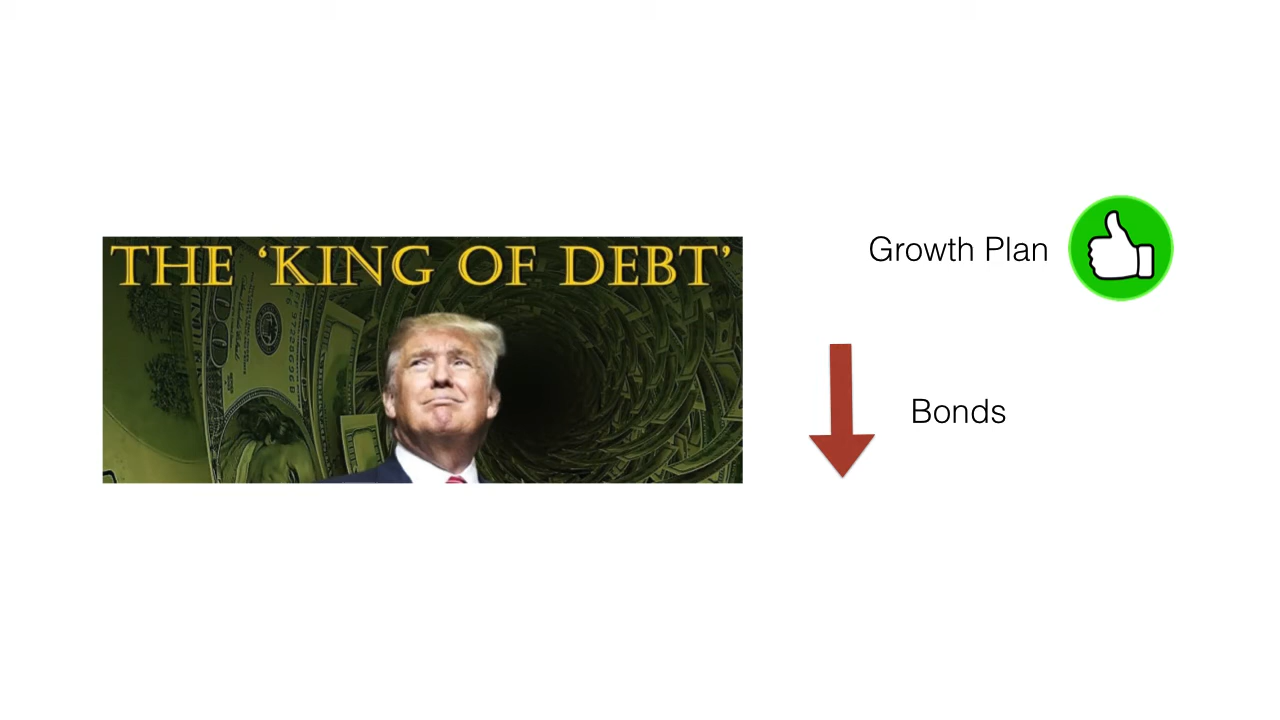 THE ‘KING OF DEBT’
Growth Plan
Bonds